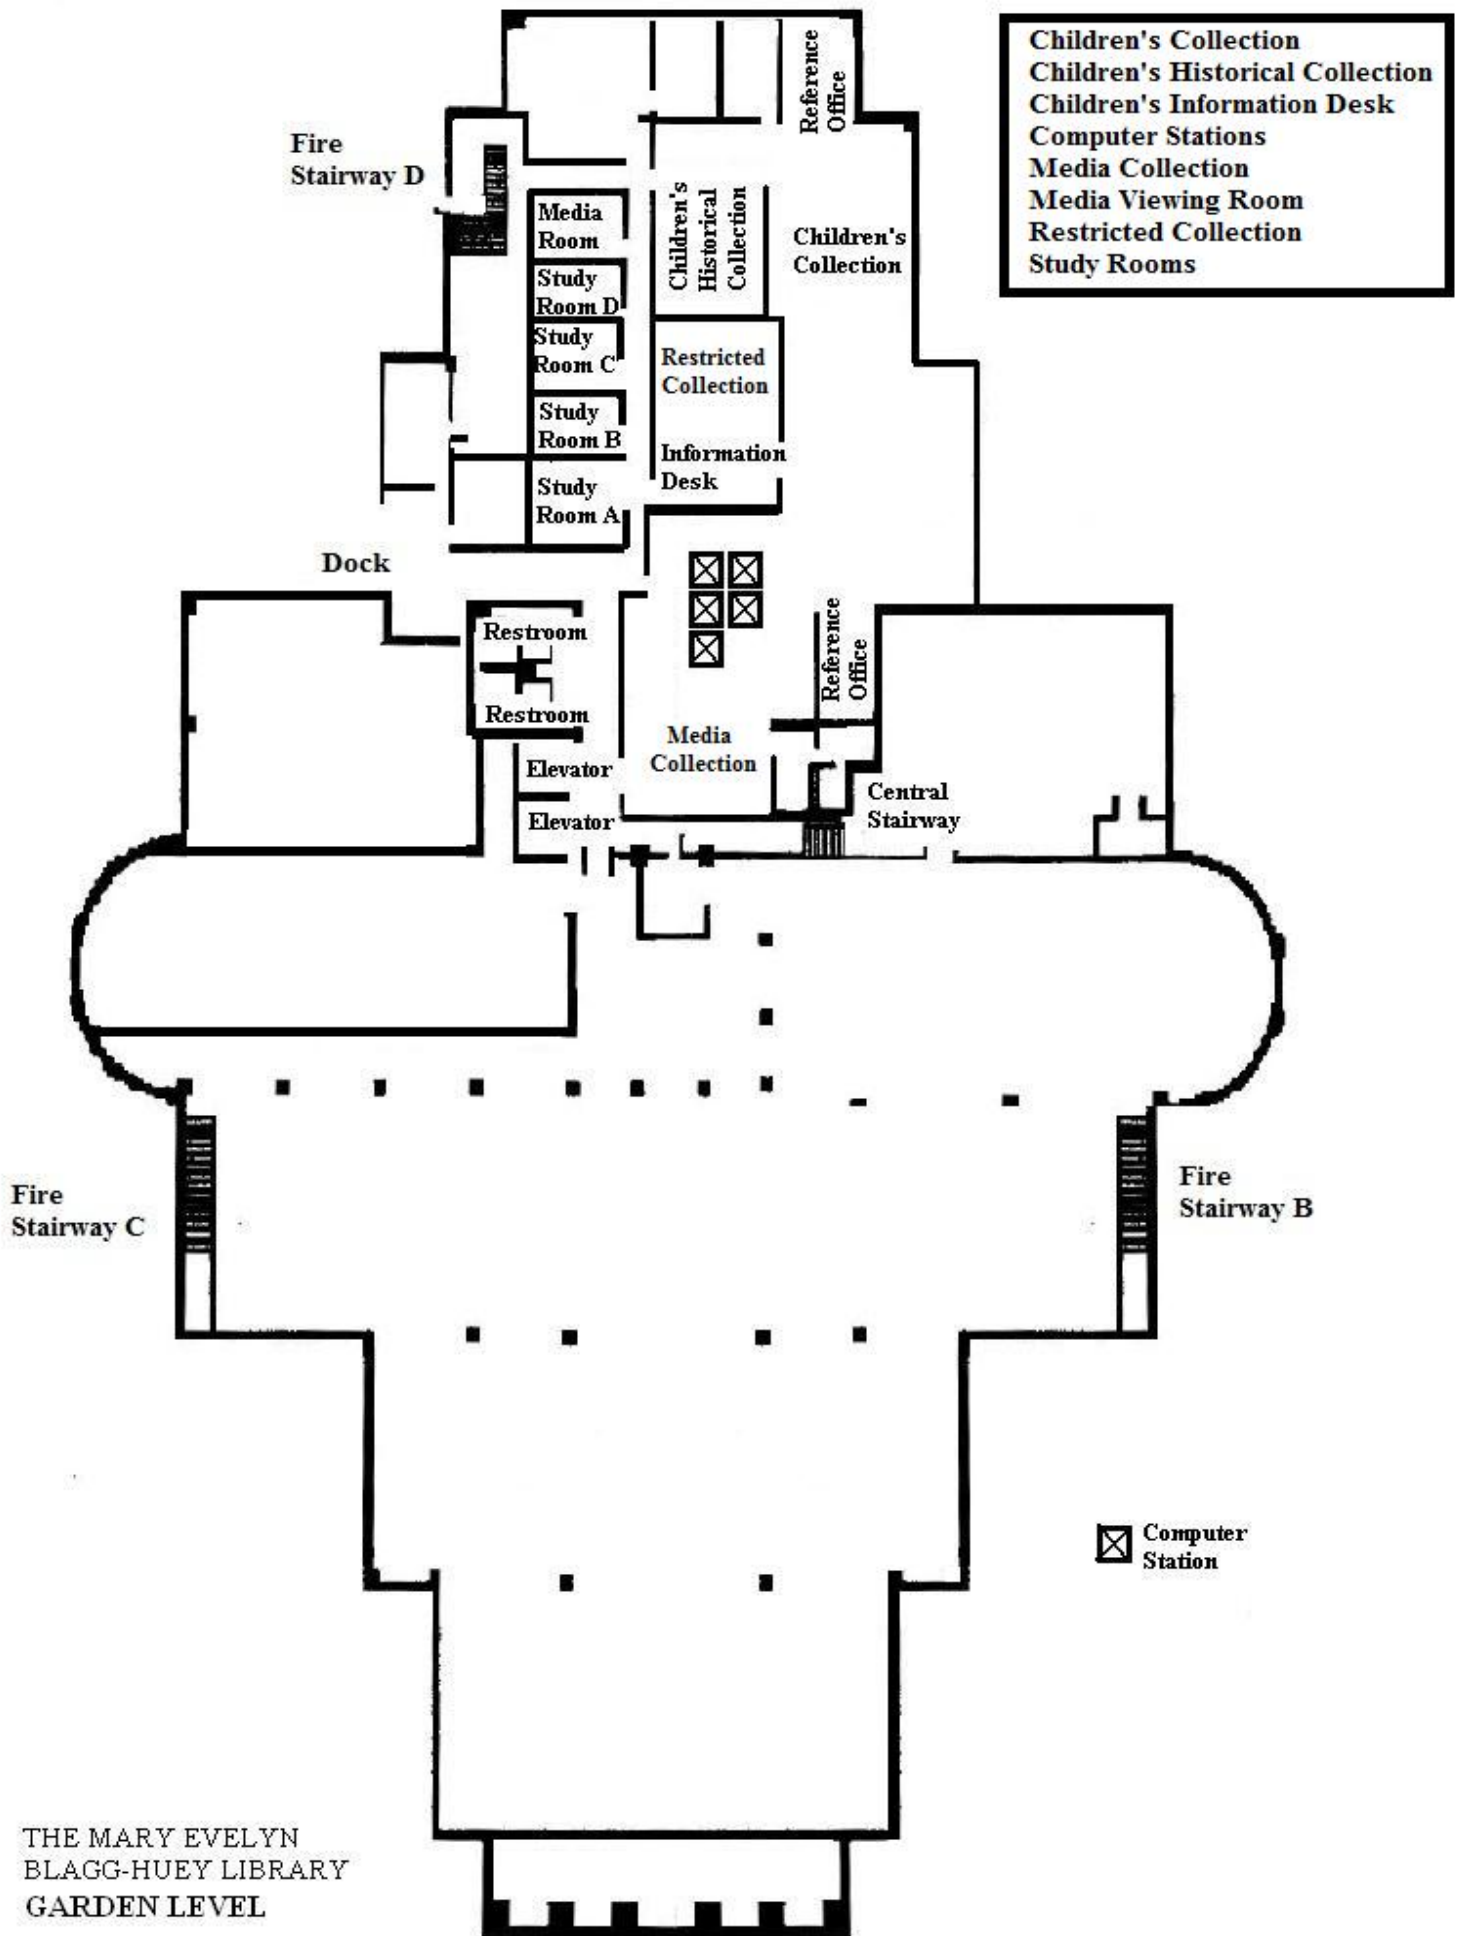 Children's Collection
Children's Historical Collection
Children's Information Desk
Computer Stations
Media Collection
Media Viewing Room
Restricted Collection
Study Rooms
Reference
Office
Fire
Stairway D
Media
Room
Children's
Historical
Collection
Children's
Collection
Study
Room D
Study
Room C
Restricted
Collection
Study
Room B
Information
Desk
Study
Room A
Dock
Restroom
Reference
Office
Restroom
Media
Collection
Elevator
Central
Stairway
Elevator
Fire
Stairway C
Fire
Stairway B
Computer
Station
THE MARY EVELYN
BLAGG-HUEY LIBRARY
GARDEN LEVEL